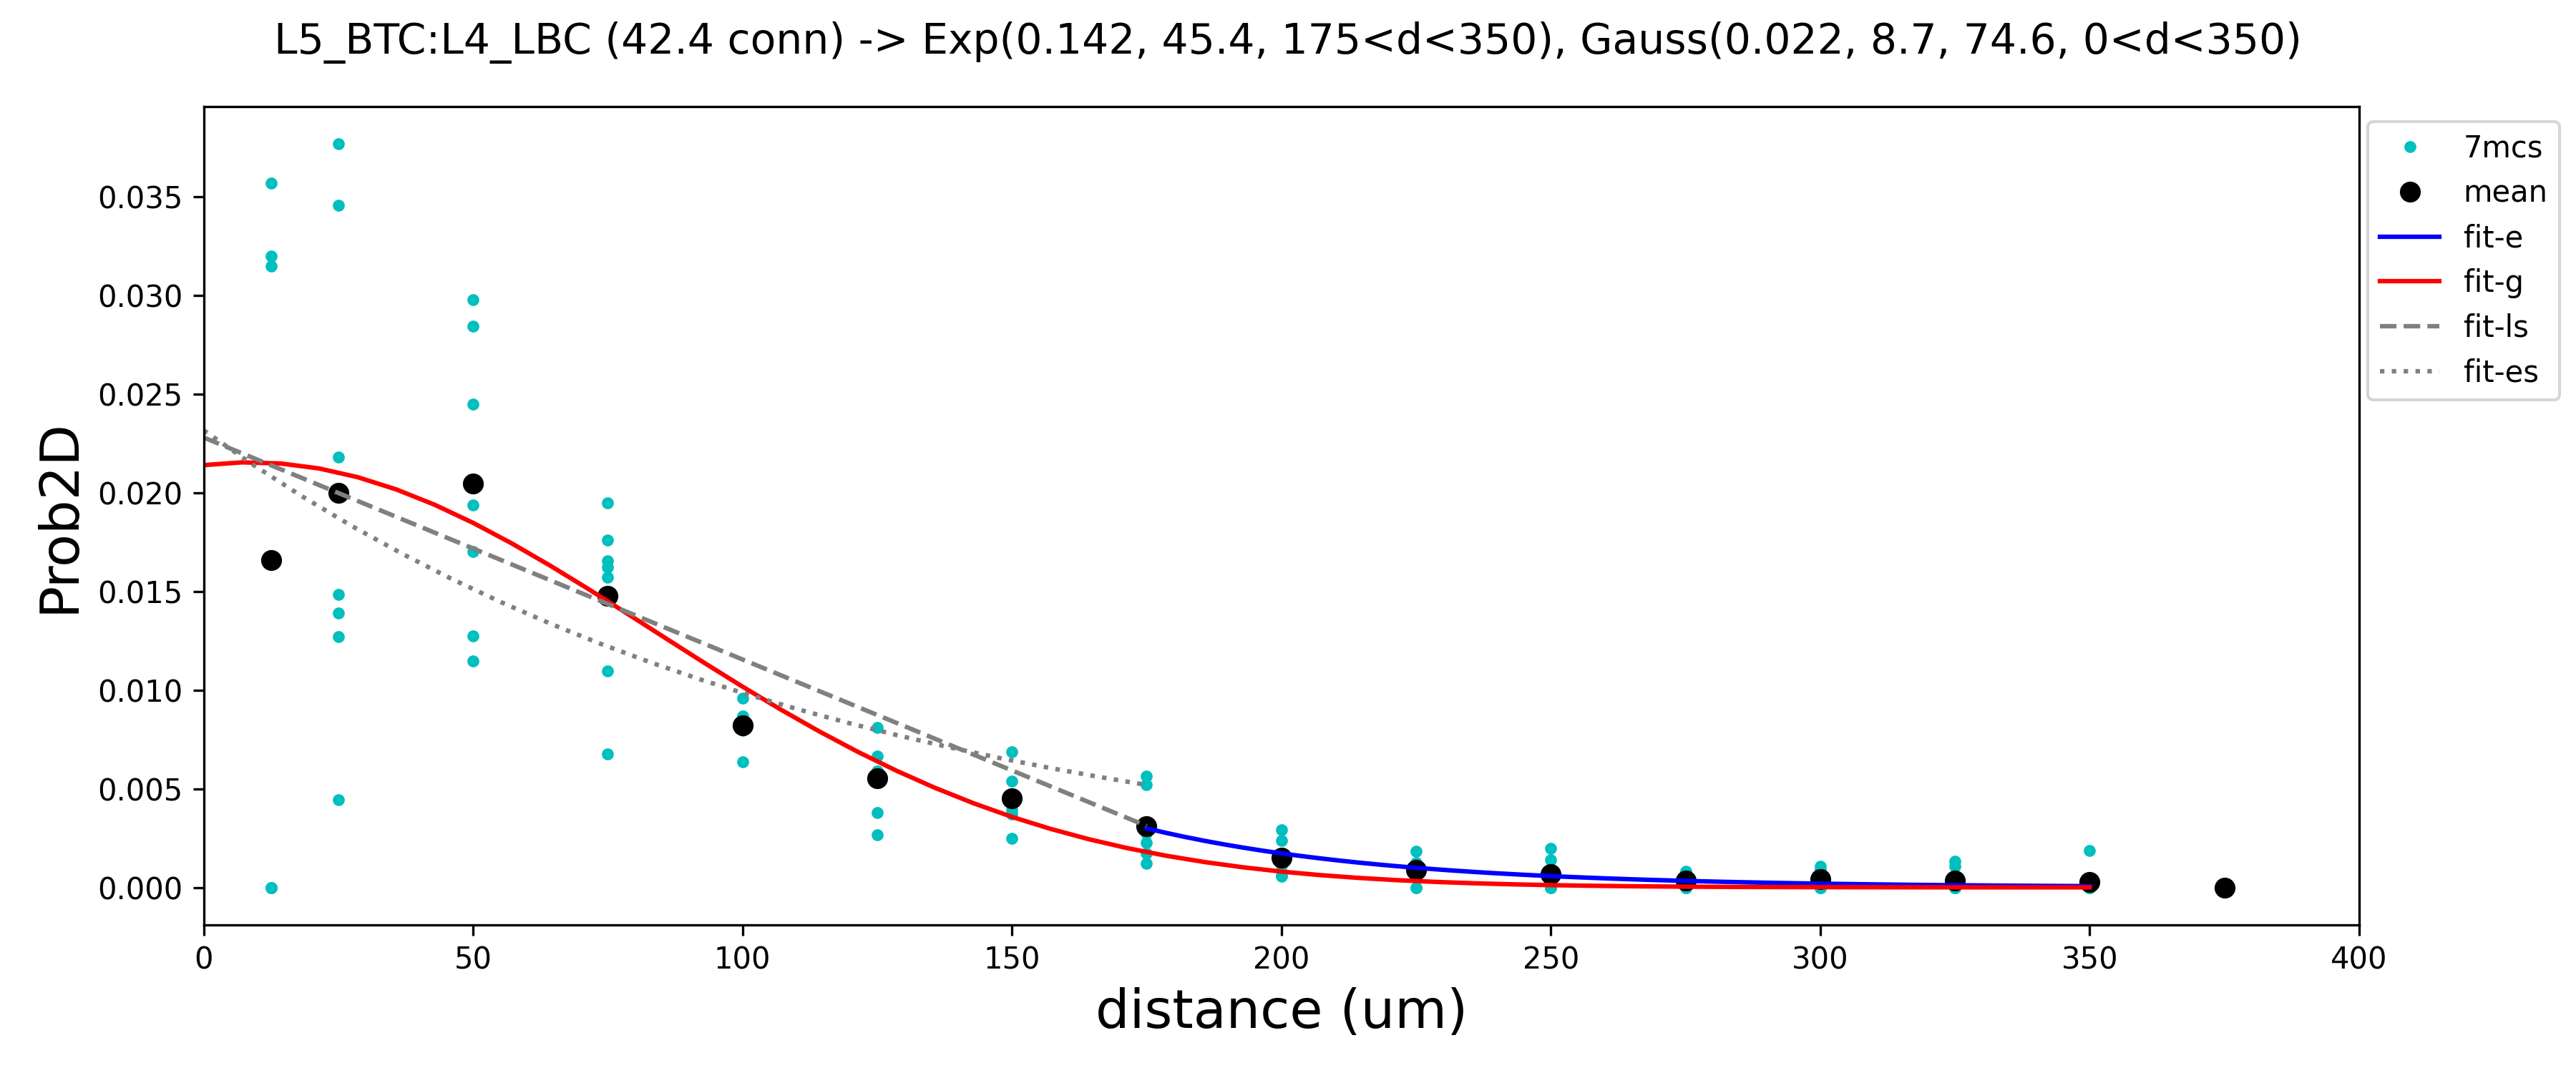 L5_BTC:L4_LBC (42.4 conn) -> Exp(0.142, 45.4, 175<d<350), Gauss(0.022, 8.7, 74.6, 0<d<350)
7mcs
mean
fit-e
fit-g
fit-ls
fit-es
Prob2D
0.035
0.030
0.025
0.020
0.015
0.010
0.005
0.000
0 50 100 150 200 250 300 350 400
distance (um)